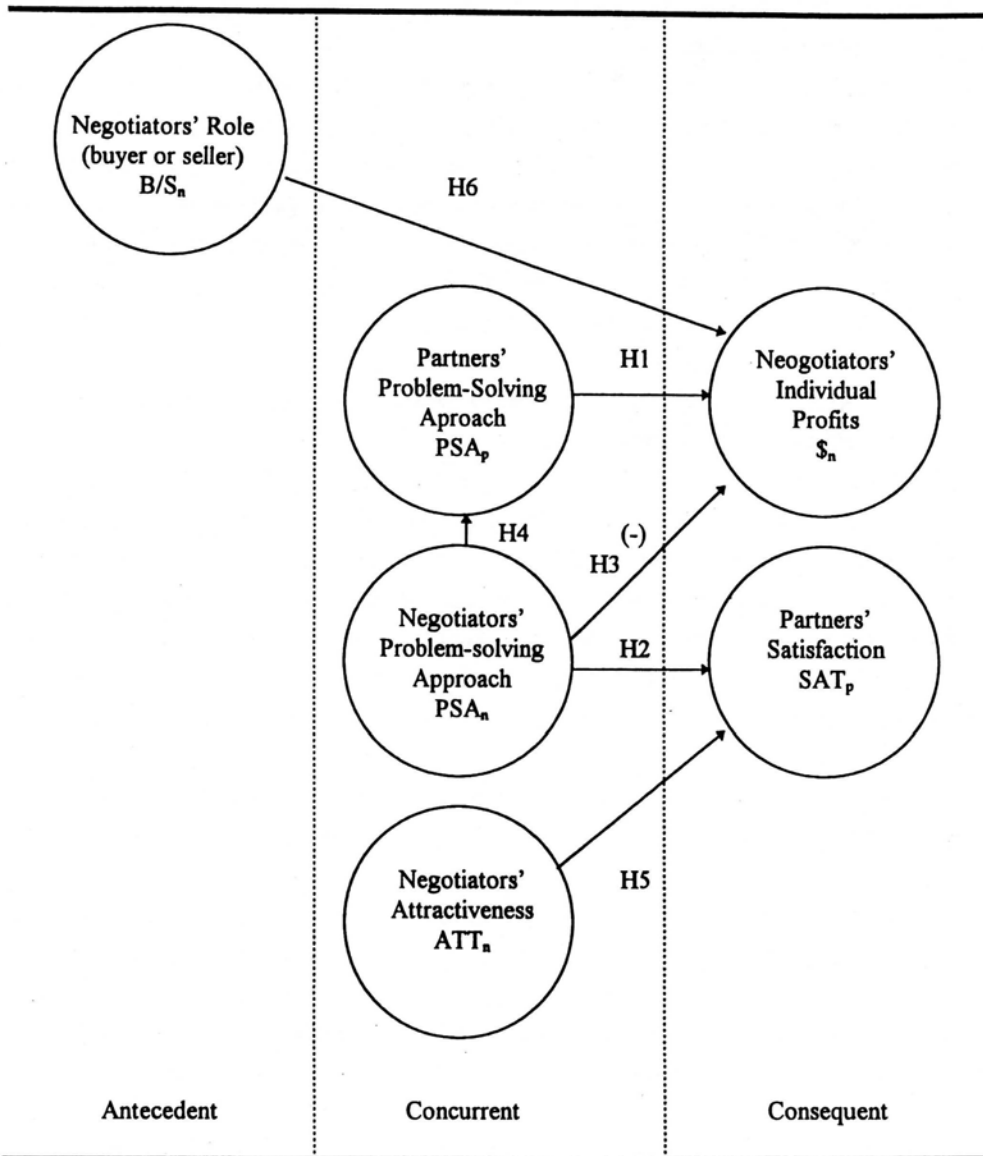 Negotiators' Role
(buyer or seller)
B/Sₙ
H6
Partners'
Problem-Solving
Aproach
PSAₚ
H1
Neogotiators'
Individual
Profits
$ₙ
H4
(-)
H3
Negotiators'
Problem-solving
Approach
PSAₙ
H2
Partners'
Satisfaction
SATₚ
Negotiators'
Attractiveness
ATTₙ
H5
Antecedent
Concurrent
Consequent